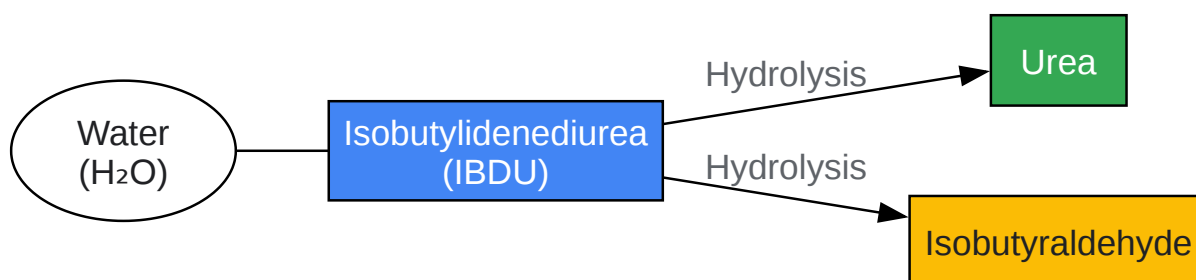 Water
(H₂O)
Isobutylidenediurea
(IBDU)
Hydrolysis
Urea
Hydrolysis
Isobutyraldehyde